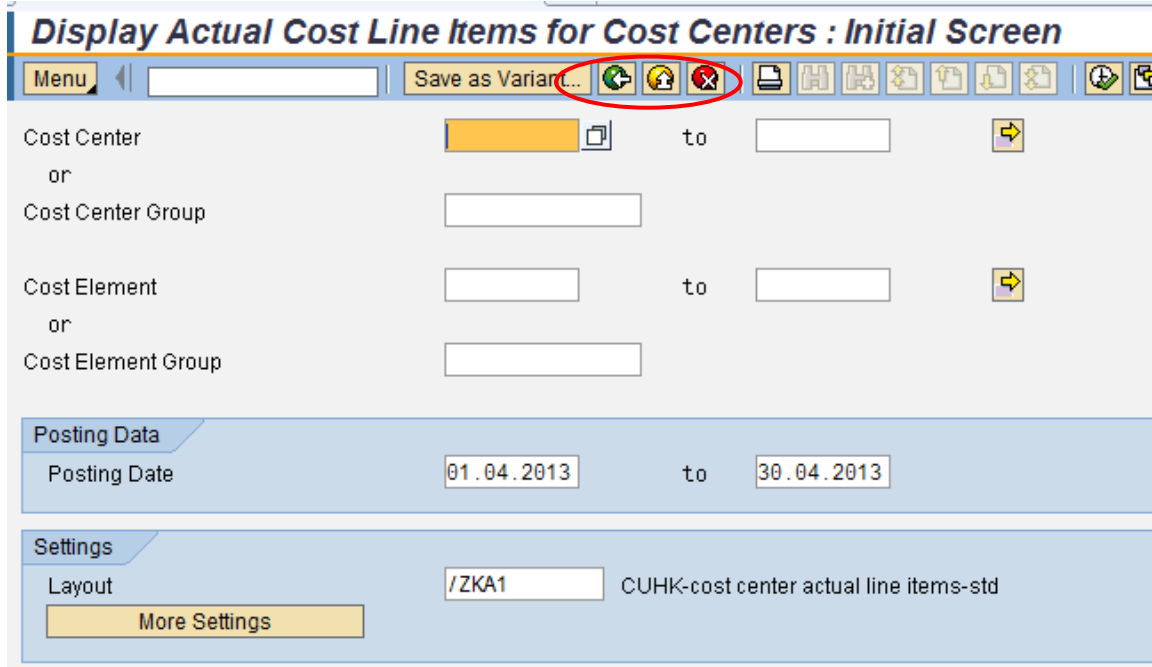 Display Actual Cost Line Items for Cost Centers : Initial Screen
Menu Save as Variant...
Cost Center to
or
Cost Center Group
Cost Element to
or
Cost Element Group
Posting Data
Posting Date 01.04.2013 to 30.04.2013
Settings
Layout /ZKA1 CUHK-cost center actual line items-std
More Settings